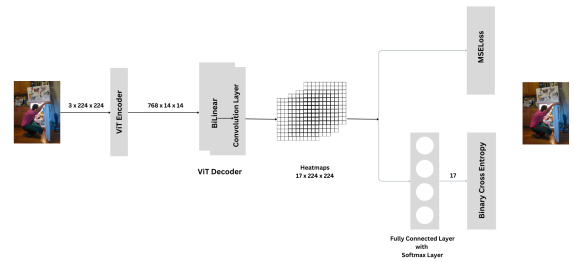 3 x 224 x 224
ViT Encoder
768 x 14 x 14
BiLinear
Convolution Layer
ViT Decoder
Heatmaps
17 x 224 x 224
MSELoss
17
Binary Cross Entropy
Fully Connected Layer
with
Softmax Layer